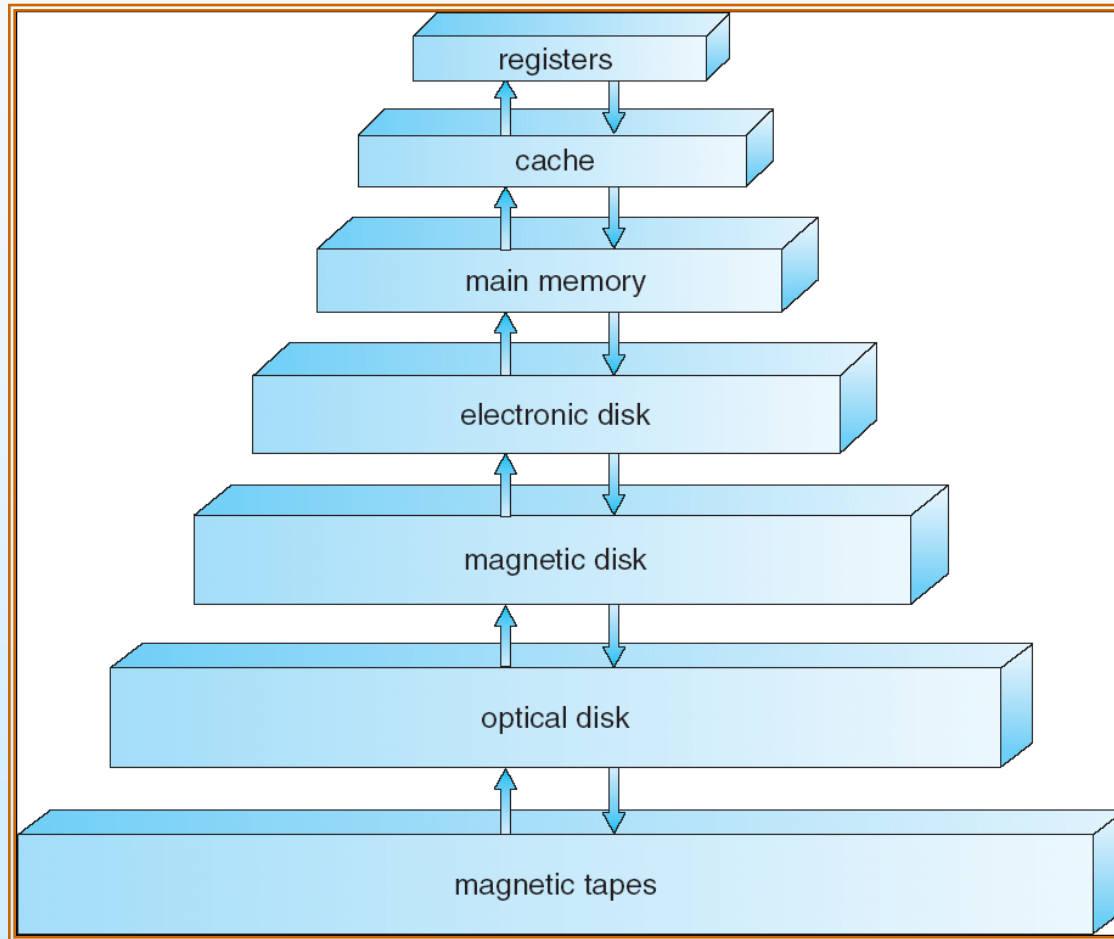 registers
cache
main memory
electronic disk
magnetic disk
optical disk
magnetic tapes